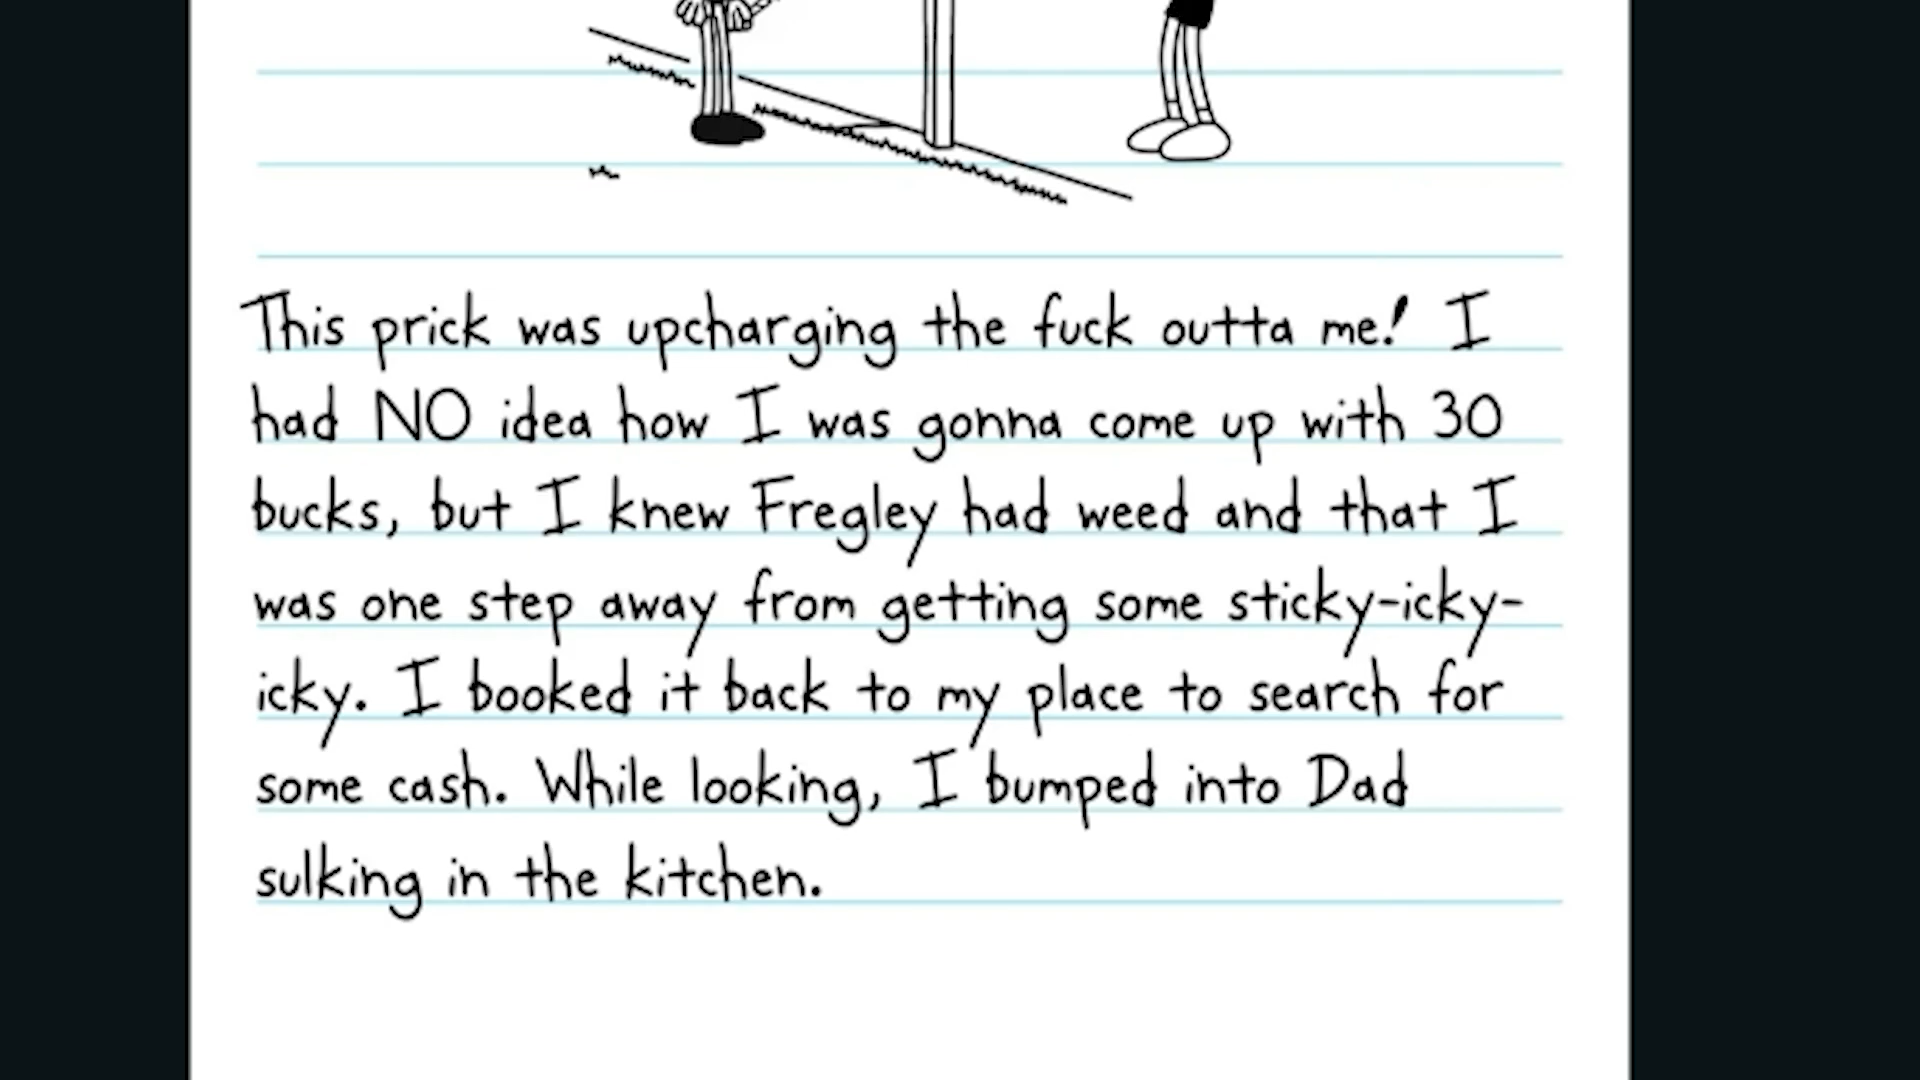 This prick was upcharging the fuck outta me! I
had NO idea how I was gonna come up with 30
bucks, but I knew Fregley had weed and that I
was one step away from getting some sticky-icky-
icky. I booked it back to my place to search for
some cash. While looking, I bumped into Dad
sulking in the kitchen.